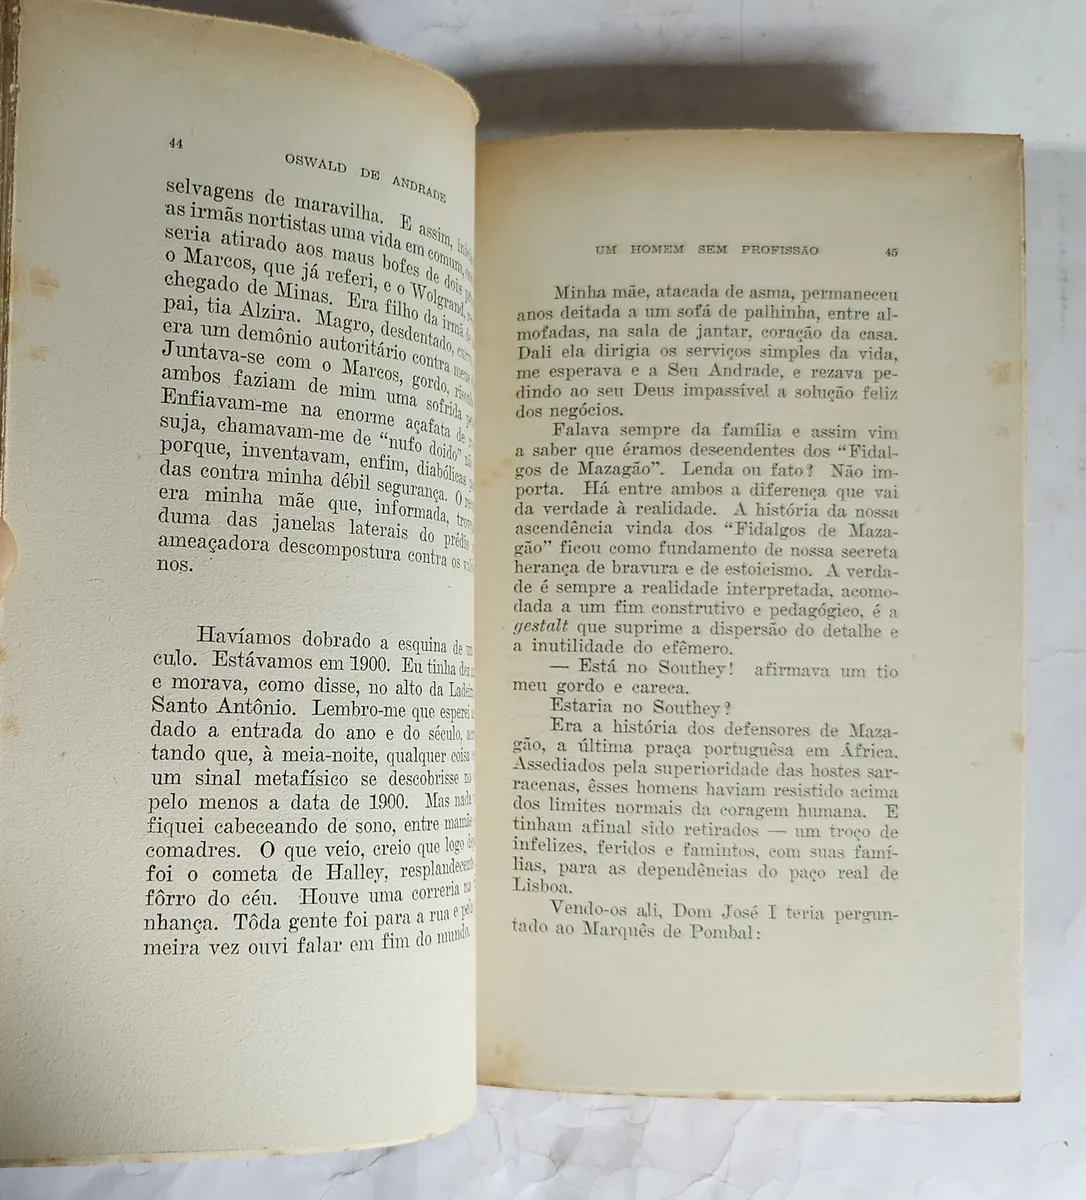 44
OSWALD DE ANDRADE
selvagens de maravilha. E assim,
as irmãs nortistas uma vida em comum,
seria atirado aos maus bofes de dois
o Marcos, que já referi, e o Wolgrand,
chegado de Minas. Era filho da irmã de
pai, tia Alzira. Magro, desdentado,
era um demônio autoritário contra
Juntava-se com o Marcos, gordo,
ambos faziam de mim uma sofrida
Enfiavam-me na enorme açafata de
suja, chamavam-me de "nufo doido"
porque, inventavam, enfim, diabólicas
das contra minha débil segurança. O
era minha mãe que, informada,
duma das janelas laterais do prédio
ameaçadora descompostura contra os
nos.
Havíamos dobrado a esquina de
culo. Estávamos em 1900. Eu tinha
e morava, como disse, no alto da
Santo Antônio. Lembro-me que esperei
dado a entrada do ano e do século,
tando que, à meia-noite, qualquer coisa
um sinal metafísico se descobrisse no
pelo menos a data de 1900. Mas nada
fiquei cabeceando de sono, entre mamãe
comadres. O que veio, creio que logo
foi o cometa de Halley,
fôrro do céu. Houve uma correria na
nhança. Tôda gente foi para a rua e
meira vez ouvi falar em fim do mundo.
UM HOMEM SEM PROFISSÃO 45
Minha mãe, atacada de asma, permaneceu
anos deitada a um sofá de palhinha, entre al-
mofadas, na sala de jantar, coração da casa.
Dali ela dirigia os serviços simples da vida,
me esperava e a Seu Andrade, e rezava pe-
dindo ao seu Deus impassível a solução feliz
dos negócios.
Falava sempre da família e assim vim
a saber que éramos descendentes dos "Fidal-
gos de Mazagão". Lenda ou fato? Não im-
porta. Há entre ambos a diferença que vai
da verdade à realidade. A história da nossa
ascendência vinda dos "Fidalgos de Maza-
gão" ficou como fundamento de nossa secreta
herança de bravura e de estoicismo. A verda-
de é sempre a realidade interpretada, acomo-
dada a um fim construtivo e pedagógico, é a
gestalt que suprime a dispersão do detalhe e
a inutilidade do efêmero.
— Está no Southey! afirmava um tio
meu gordo e careca.
Estaria no Southey?
Era a história dos defensores de Maza-
gão, a última praça portuguêsa em África.
Assediados pela superioridade das hostes sar-
racenas, êsses homens haviam resistido acima
dos limites normais da coragem humana. E
tinham afinal sido retirados — um troço de
infelizes, feridos e famintos, com suas famí-
lias, para as dependências do paço real de
Lisboa.
Vendo-os ali, Dom José I teria pergun-
tado ao Marquês de Pombal: